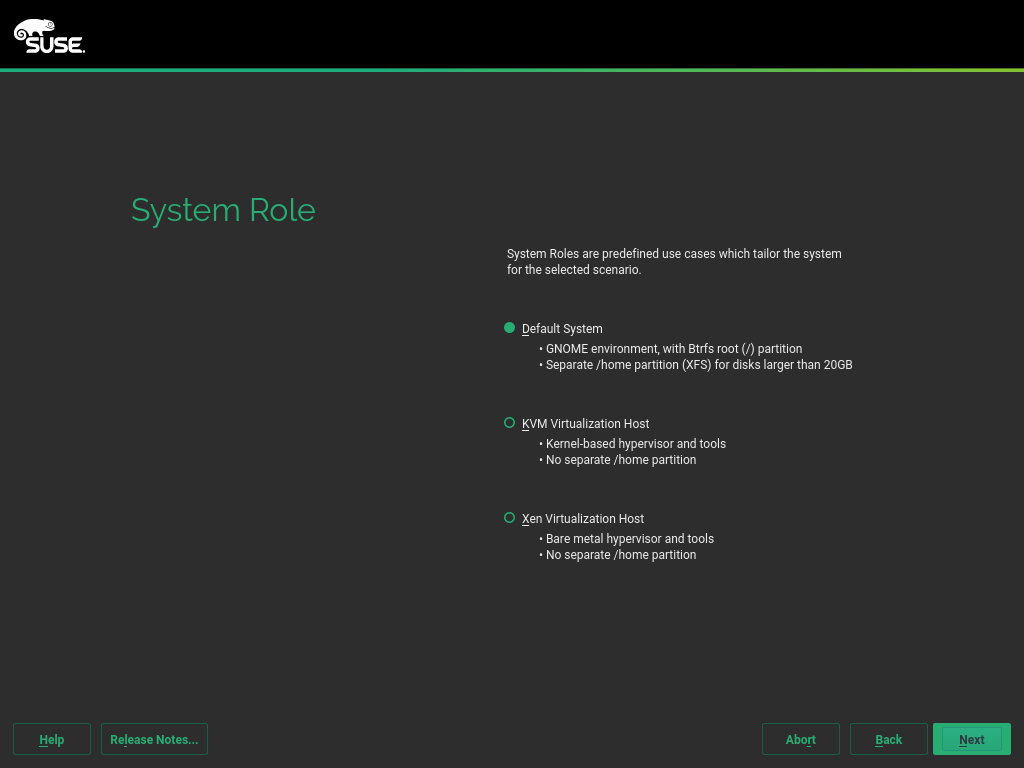 SUSE.
System Role
System Roles are predefined use cases which tailor the system
for the selected scenario.
Default System
• GNOME environment, with Btrfs root (/) partition
• Separate /home partition (XFS) for disks larger than 20GB
KVM Virtualization Host
• Kernel-based hypervisor and tools
• No separate /home partition
Xen Virtualization Host
• Bare metal hypervisor and tools
• No separate /home partition
Help Release Notes... Abort Back Next